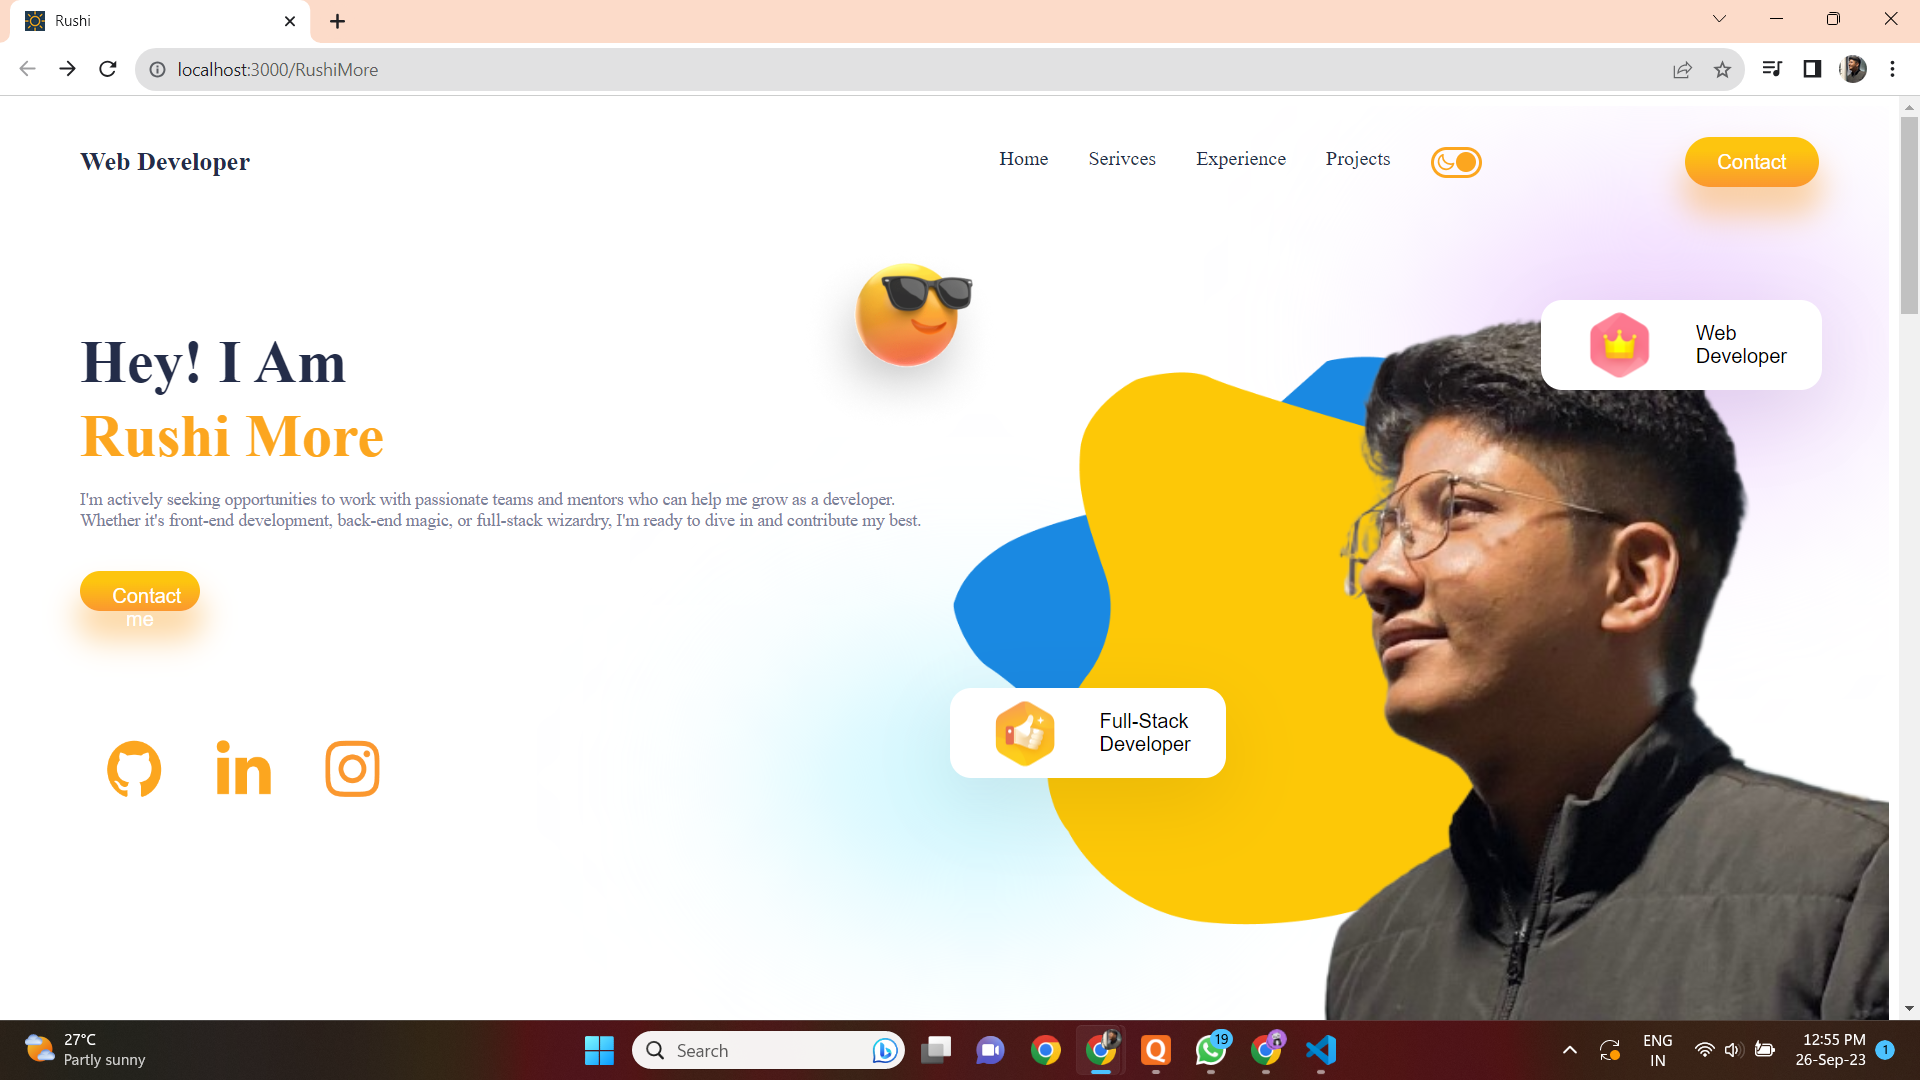 Rushi
localhost:3000/RushiMore
Web Developer
Home Serivces Experience Projects
Contact
Web
Developer
Hey! I Am
Rushi More
I'm actively seeking opportunities to work with passionate teams and mentors who can help me grow as a developer.
Whether it's front-end development, back-end magic, or full-stack wizardry, I'm ready to dive in and contribute my best.
Contact
me
Full-Stack
Developer
in
27°C
Partly sunny
Search
Q
19
ENG
IN
12:55 PM
26-Sep-23
1